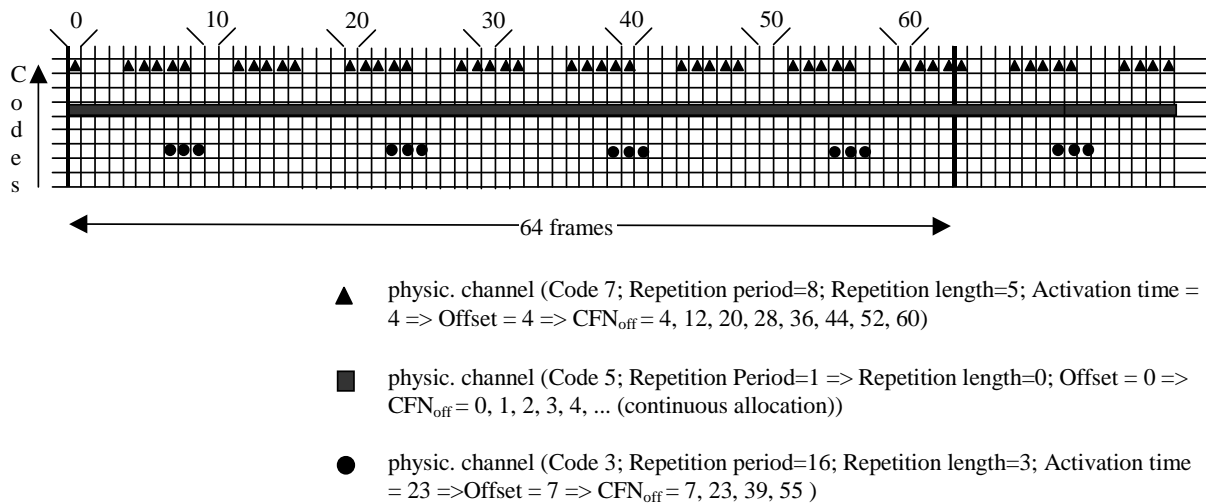 0 10 20 30 40 50 60
C
o
d
e
s
64 frames
physic. channel (Code 7; Repetition period=8; Repetition length=5; Activation time =
4 => Offset = 4 => CFNoff = 4, 12, 20, 28, 36, 44, 52, 60)
physic. channel (Code 5; Repetition Period=1 => Repetition length=0; Offset = 0 =>
CFNoff = 0, 1, 2, 3, 4, ... (continuous allocation))
physic. channel (Code 3; Repetition period=16; Repetition length=3; Activation time
= 23 =>Offset = 7 => CFNoff = 7, 23, 39, 55 )